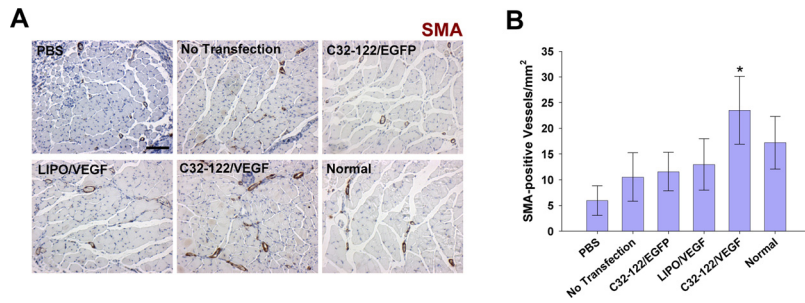 A
SMA
PBS
No Transfection
C32-122/EGFP
LIPO/VEGF
C32-122/VEGF
Normal
B
SMA-positive Vessels/mm²
35
30
25
20
15
10
5
0
*
PBS
No Transfection
C32-122/EGFP
LIPO/VEGF
C32-122/VEGF
Normal